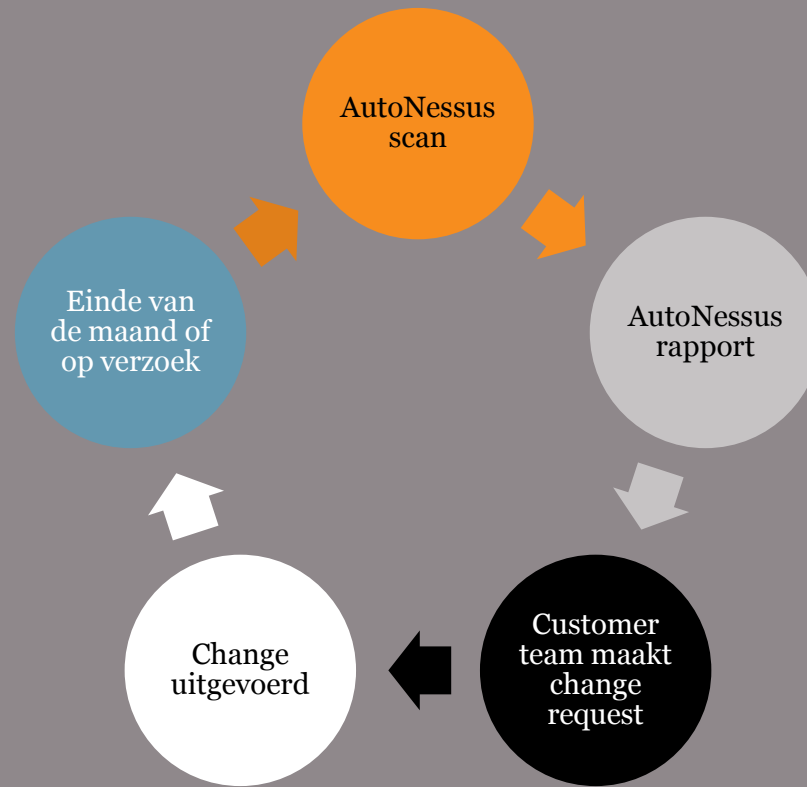 AutoNessus
scan
AutoNessus
rapport
Customer
team maakt
change
request
Change
uitgevoerd
Einde van
de maand of
op verzoek